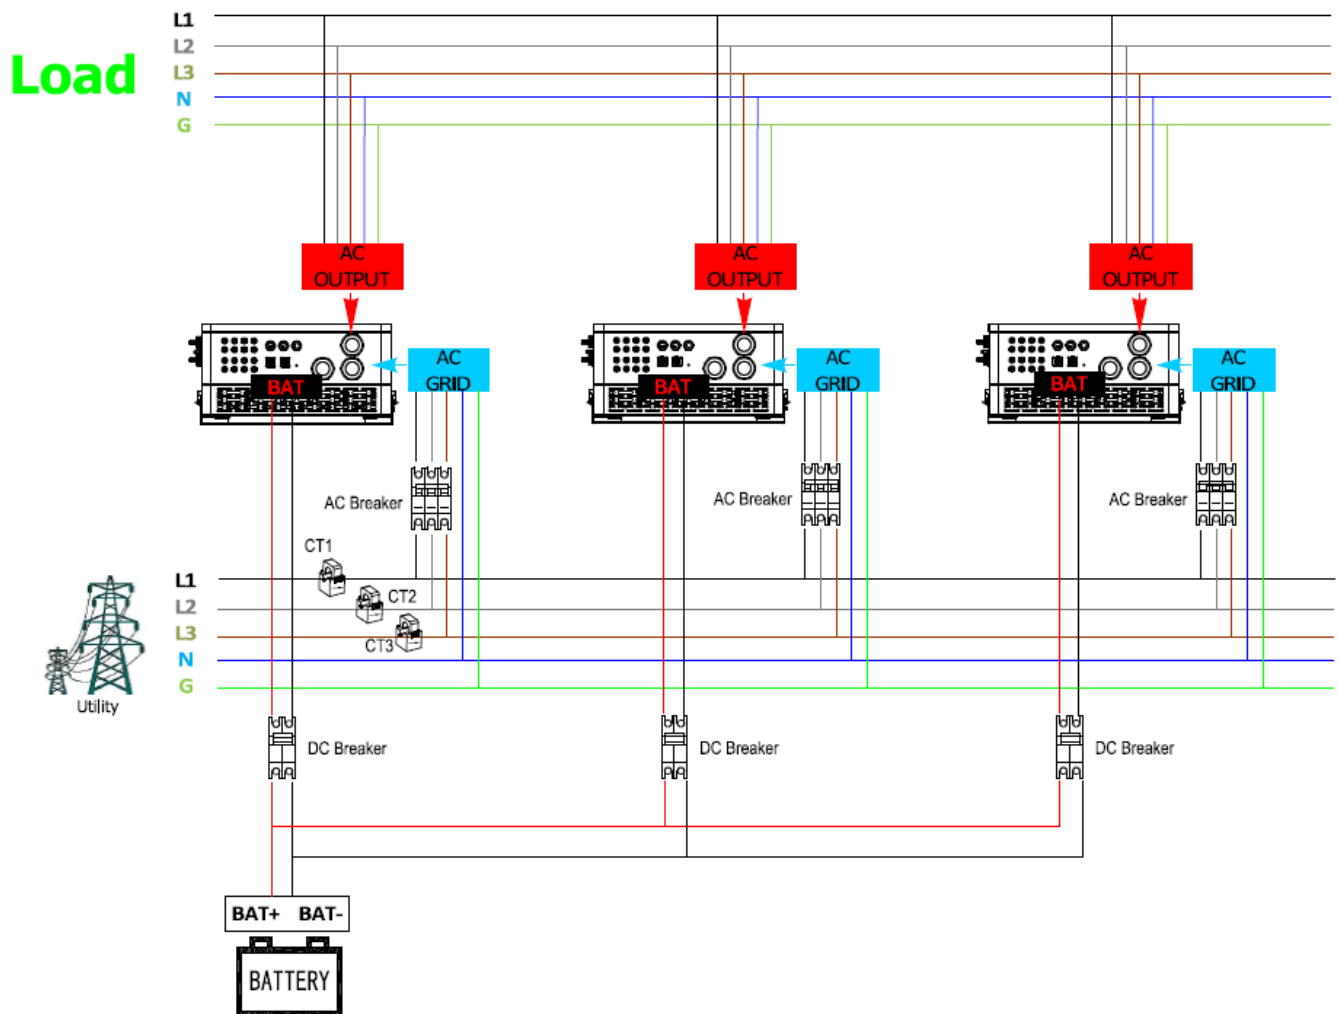 L1
L2
Load
L3
N
G
AC
OUTPUT
AC
OUTPUT
AC
OUTPUT
AC
GRID
BAT
AC
GRID
BAT
AC
GRID
BAT
AC Breaker
AC Breaker
AC Breaker
CT1
L1
CT2
L2
L3
CT3
N
G
Utility
DC Breaker
DC Breaker
DC Breaker
BAT+ BAT-
BATTERY